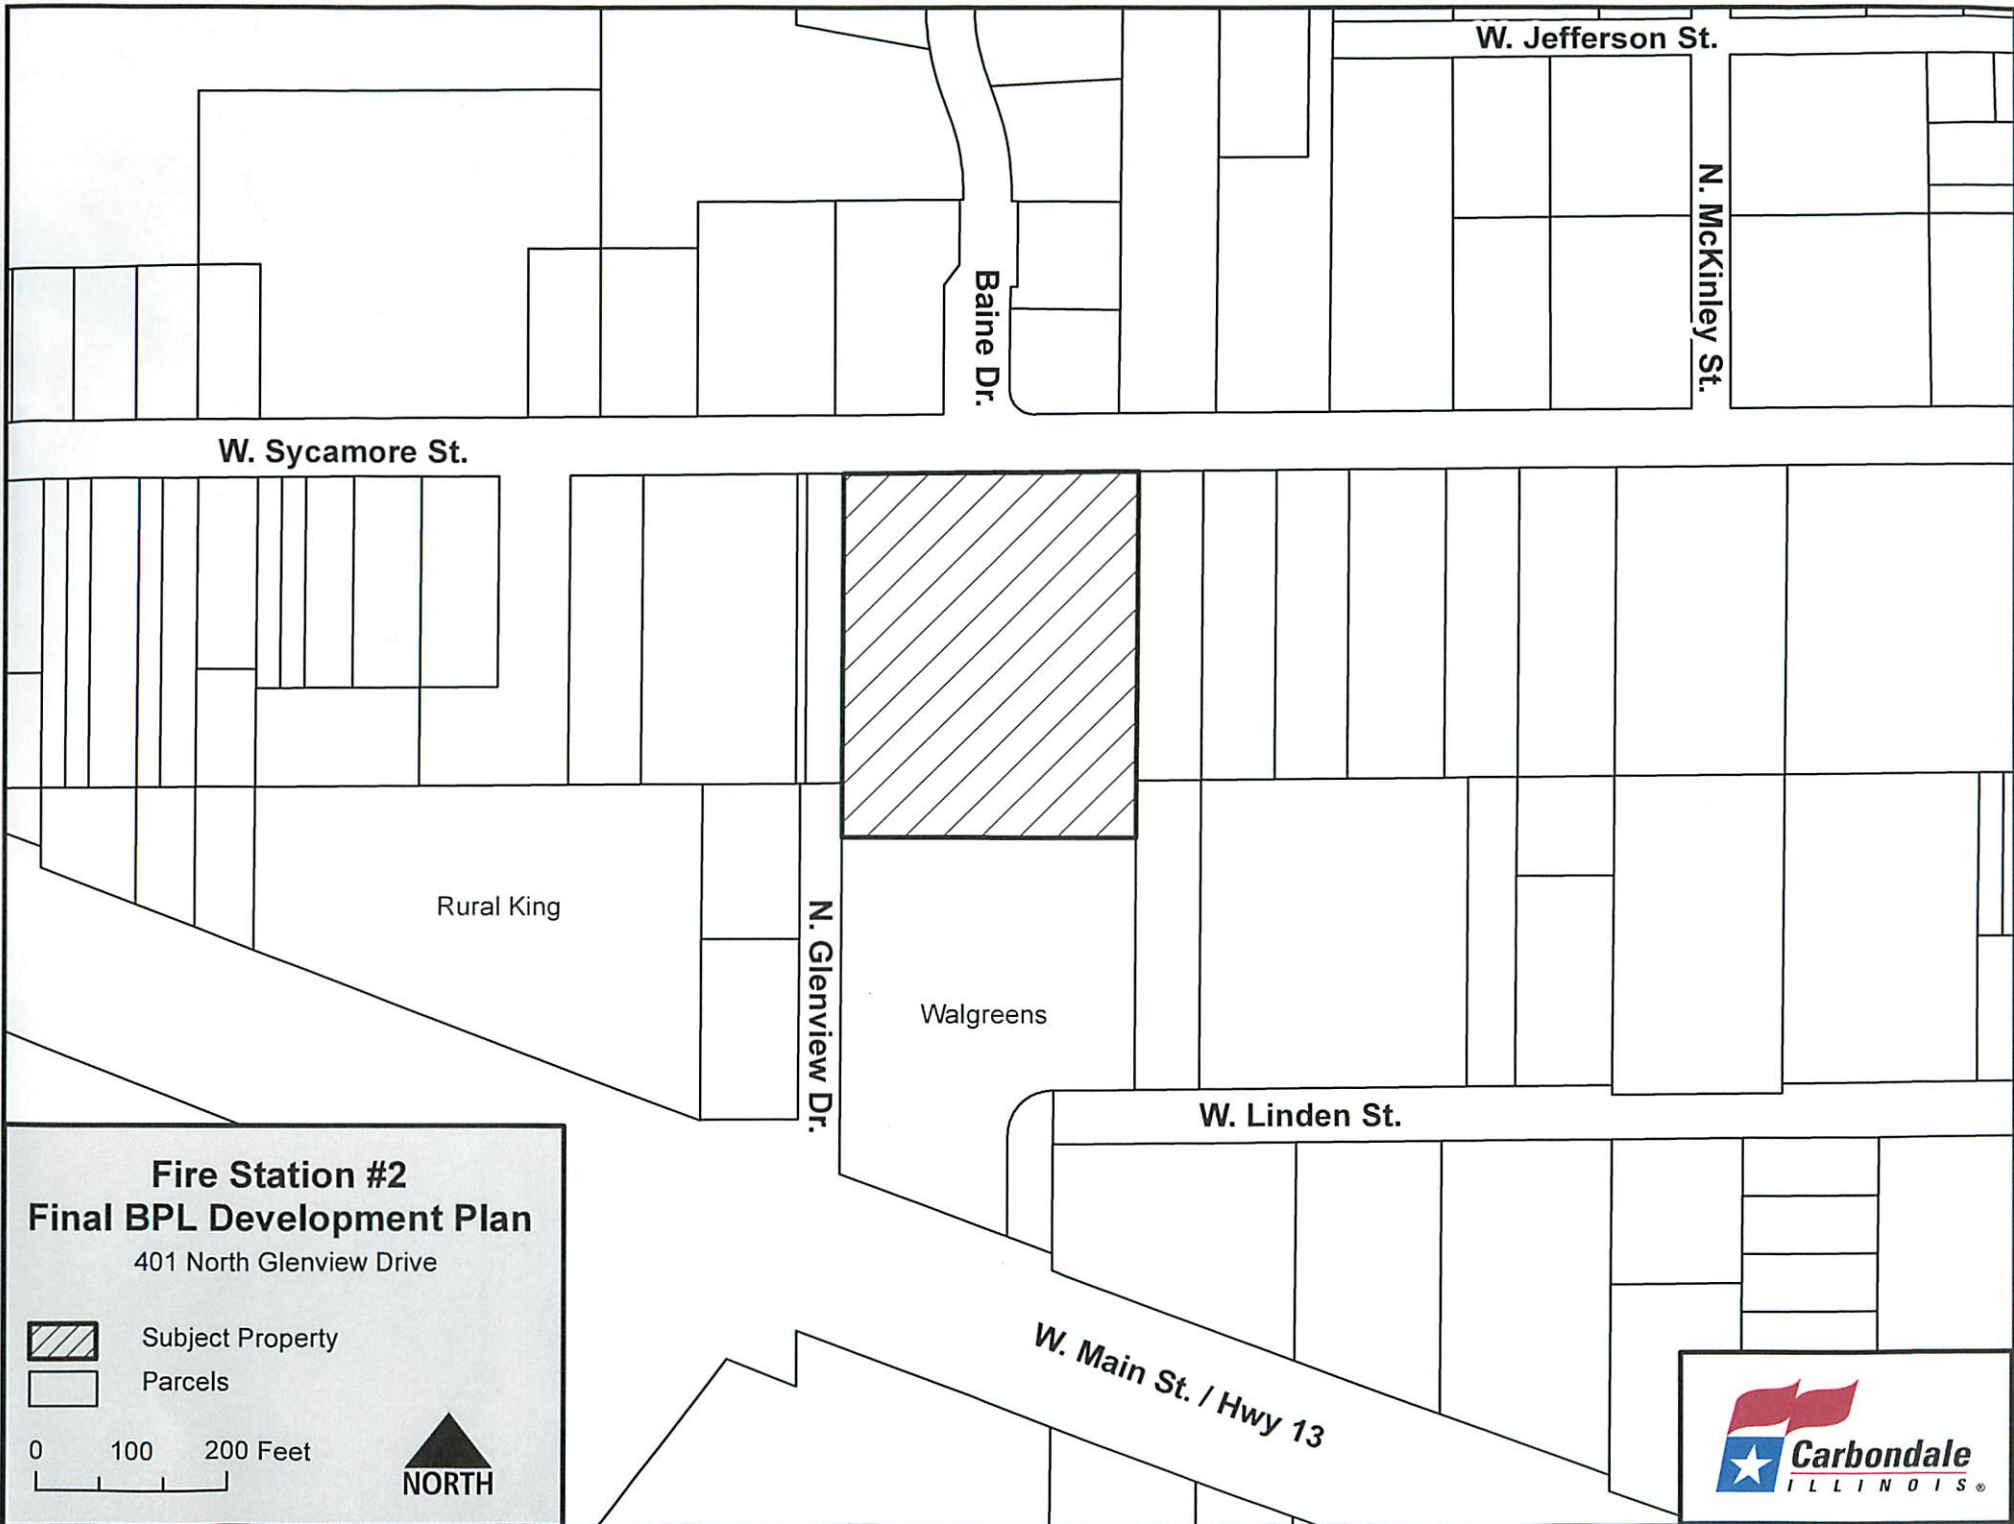 W. Jefferson St.
N. McKinley St.
Baine Dr.
W. Sycamore St.
Rural King
N. Glenview Dr.
Walgreens
W. Linden St.
W. Main St. / Hwy 13
Fire Station #2
Final BPL Development Plan
401 North Glenview Drive
Subject Property
Parcels
0 100 200 Feet
NORTH
Carbondale
ILLINOIS®